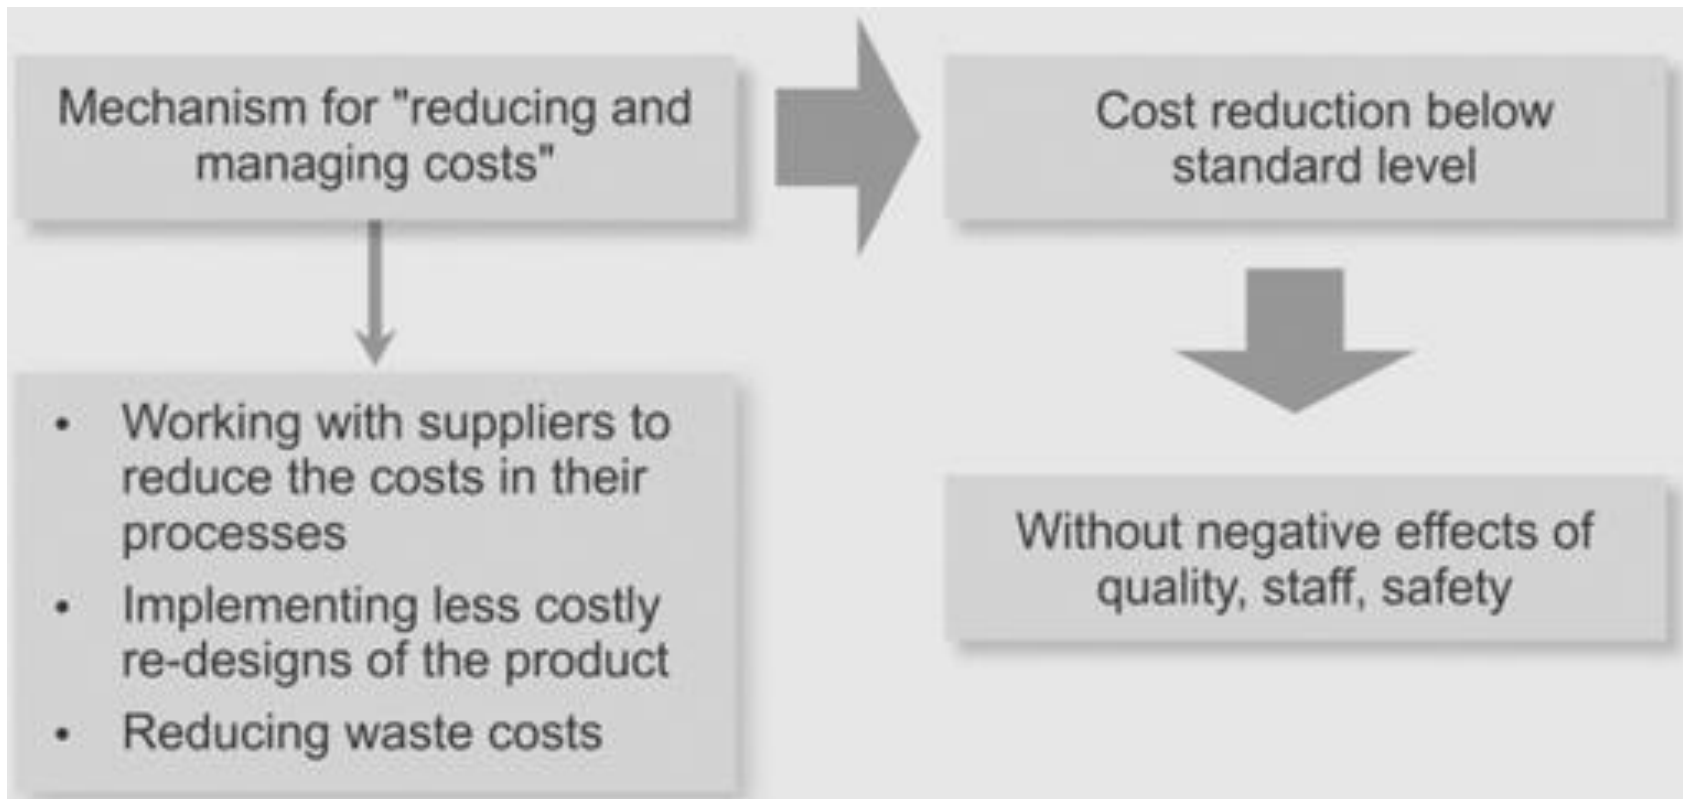 Mechanism for "reducing and
managing costs"
Cost reduction below
standard level
• Working with suppliers to
reduce the costs in their
processes
• Implementing less costly
re-designs of the product
• Reducing waste costs
Without negative effects of
quality, staff, safety